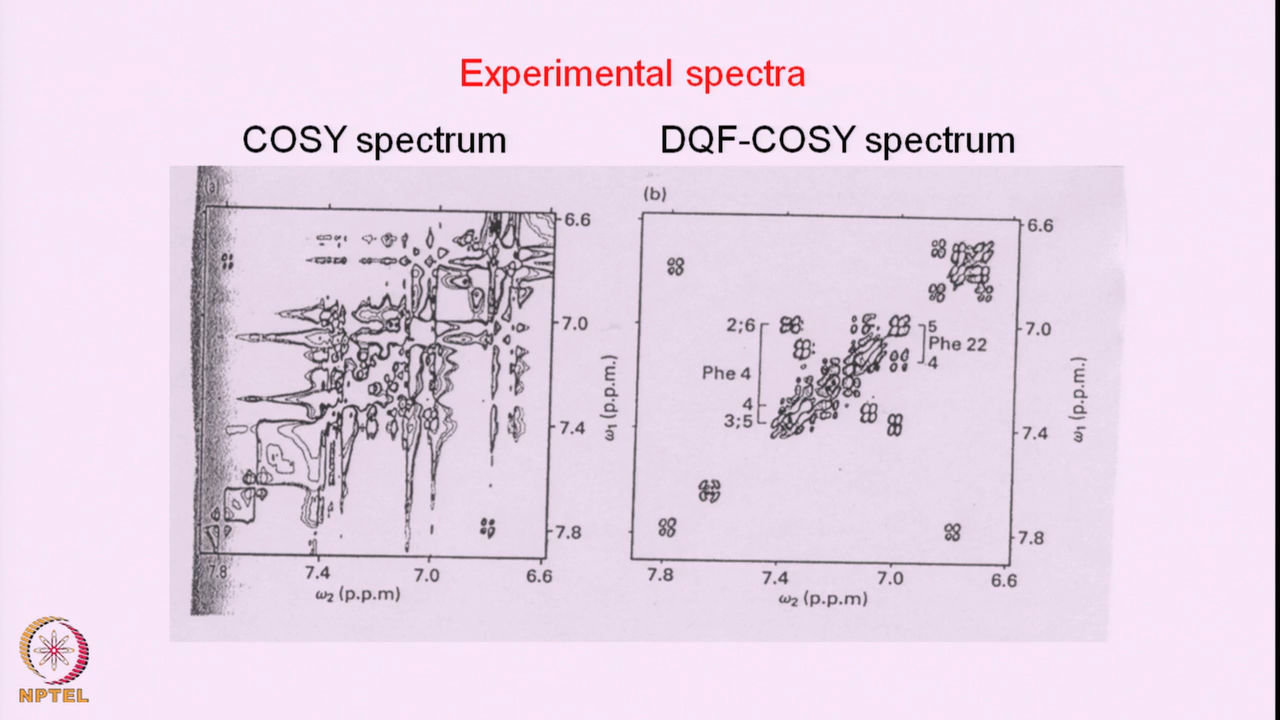 Experimental spectra
COSY spectrum
DQF-COSY spectrum
(b)
6.6
7.0
7.4
7.8
ω₁ (p.p.m.)
7.8
7.4
7.0
6.6
ω₂ (p.p.m)
2;6
Phe 4
4
3;5
5
Phe 22
4
6.6
7.0
7.4
7.8
ω₁ (p.p.m.)
7.8
7.4
7.0
6.6
ω₂ (p.p.m)
NPTEL